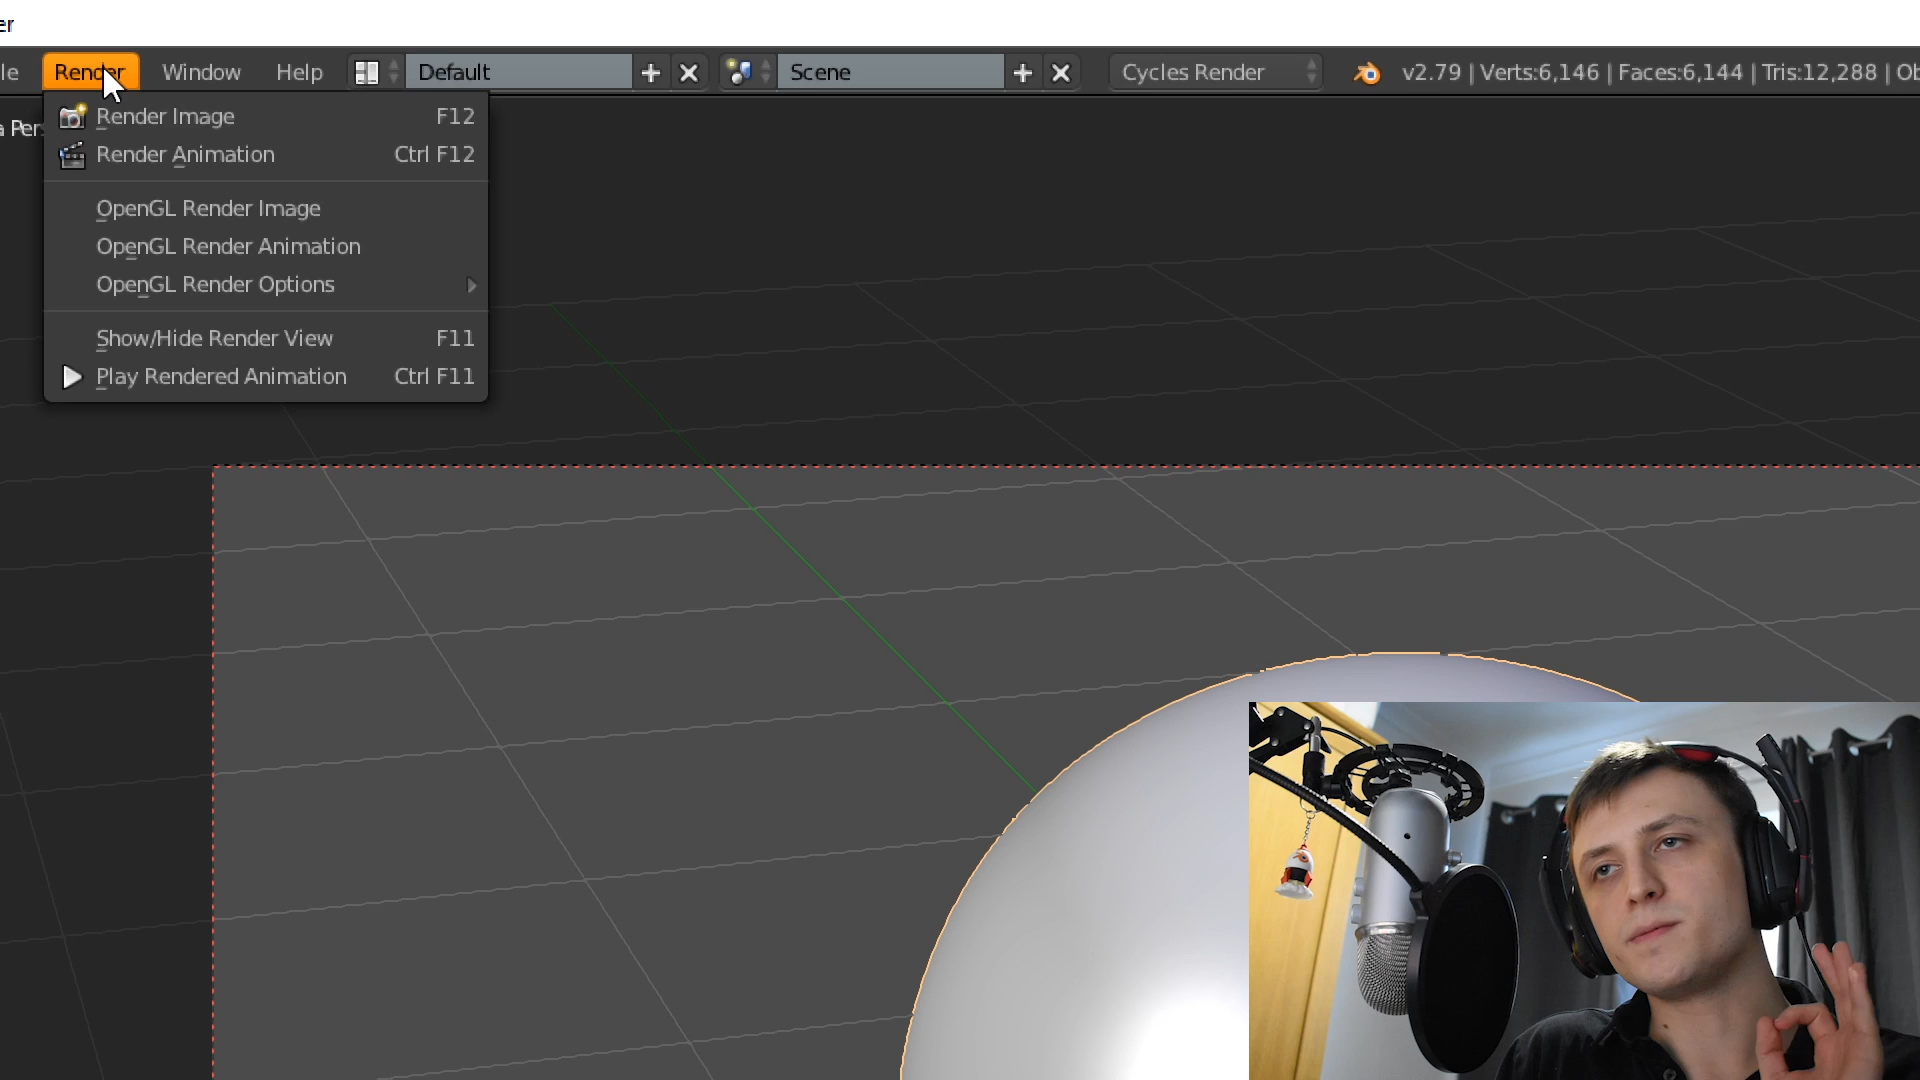 er
le Render Window Help Default Scene Cycles Render v2.79 | Verts:6,146 | Faces:6,144 | Tris:12,288 | Ob
a Per
Render Image F12
Render Animation Ctrl F12
OpenGL Render Image
OpenGL Render Animation
OpenGL Render Options
Show/Hide Render View F11
Play Rendered Animation Ctrl F11